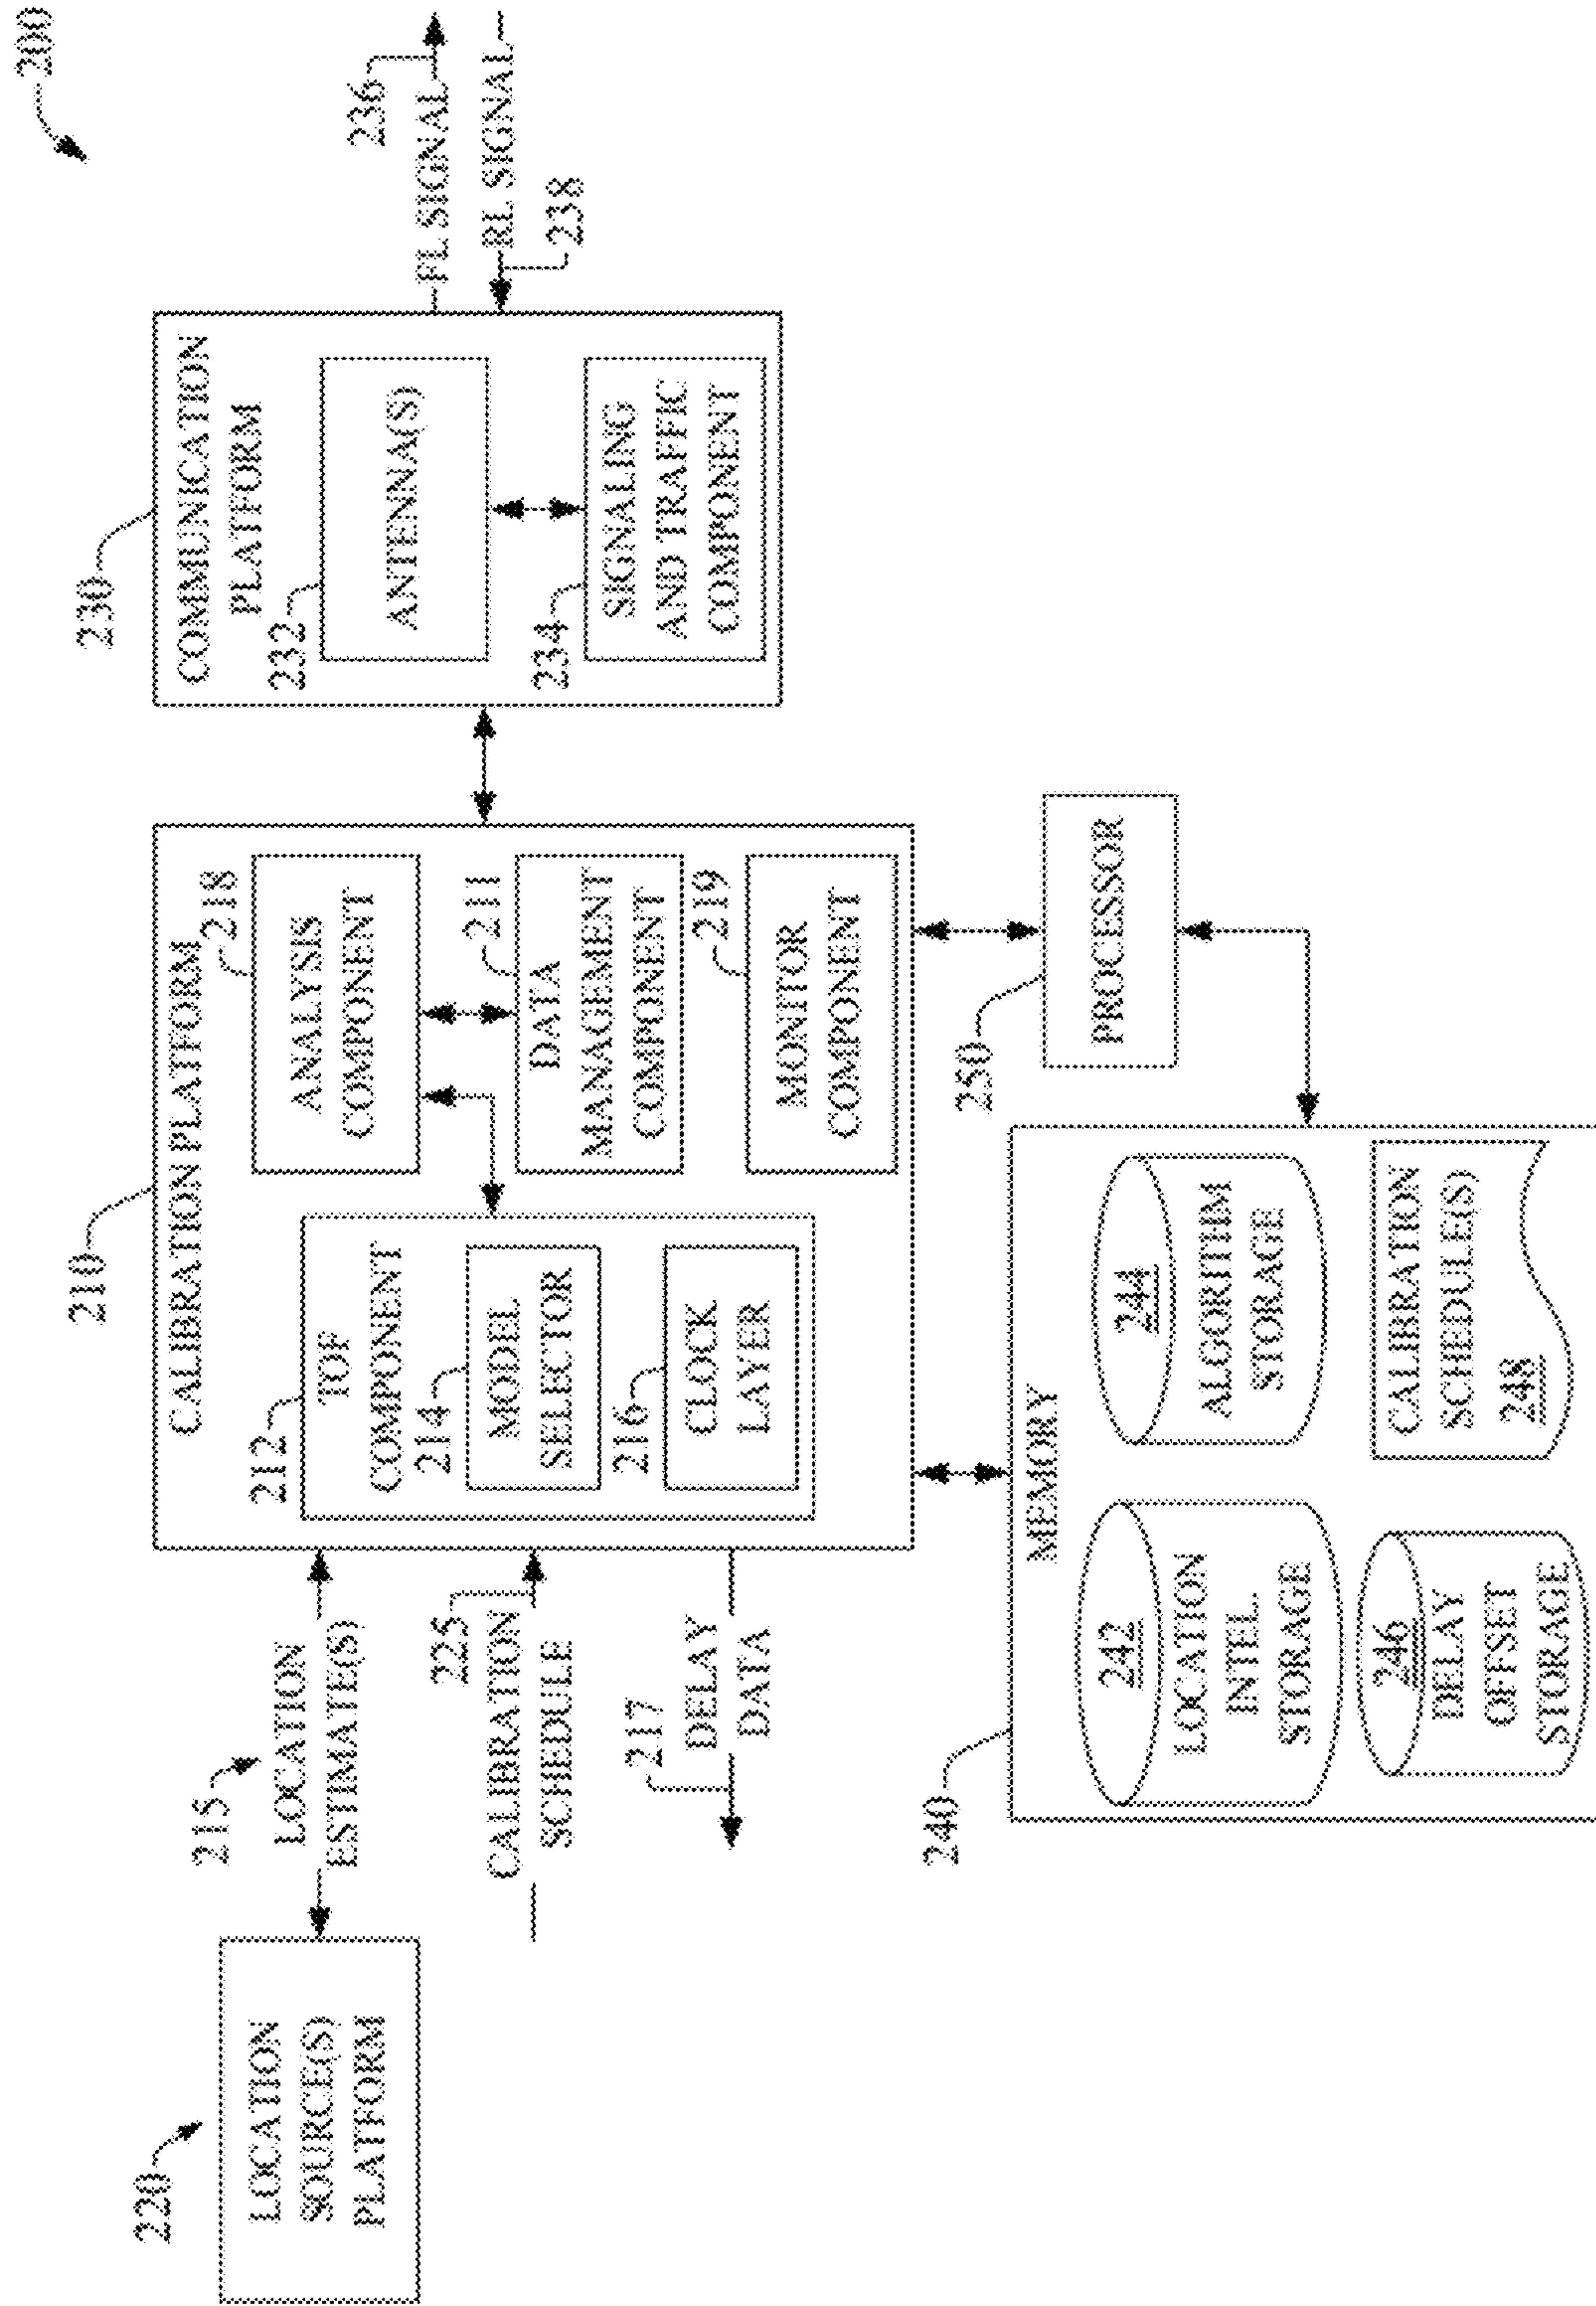 200
220
LOCATION
SOURCE(S)
PLATFORM
215
LOCATION
ESTIMATE(S)
225
CALIBRATION
SCHEDULE
217
DELAY
DATA
210
CALIBRATION PLATFORM
212
TOF
COMPONENT
214
MODEL
SELECTOR
216
CLOCK
LAYER
218
ANALYSIS
COMPONENT
211
DATA
MANAGEMENT
COMPONENT
219
MONITOR
COMPONENT
230
COMMUNICATION
PLATFORM
232
ANTENNA(S)
234
SIGNALING
AND TRAFFIC
COMPONENT
236
FL SIGNAL
RL SIGNAL
238
240
MEMORY
242
LOCATION
INTEL.
STORAGE
244
ALGORITHM
STORAGE
246
DELAY
OFFSET
STORAGE
CALIBRATION
SCHEDULE(S)
248
250
PROCESSOR